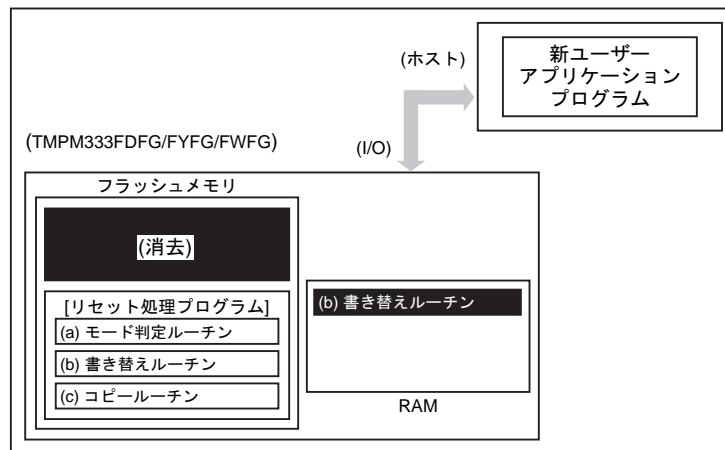 (ホスト)
新ユーザー
アプリケーション
プログラム
(TMPM333FDFG/FYFG/FWFG)
(I/O)
フラッシュメモリ
(消去)
[リセット処理プログラム]
(a) モード判定ルーチン
(b) 書き替えルーチン
(c) コピールーチン
(b) 書き替えルーチン
RAM